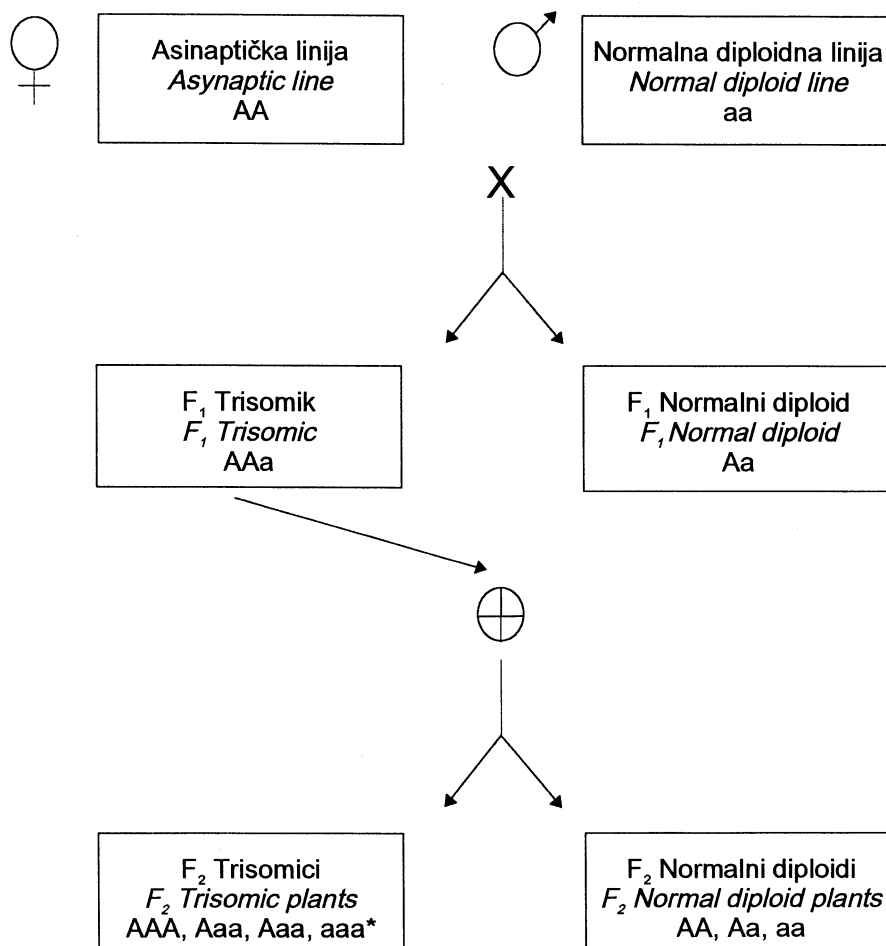 Asinaptička linija
Asynaptic line
AA
Normalna diploidna linija
Normal diploid line
aa
X
F₁ Trisomik
F₁ Trisomic
AAa
F₁ Normalni diploid
F₁ Normal diploid
Aa
F₂ Trisomici
F₂ Trisomic plants
AAA, Aaa, Aaa, aaa*
F₂ Normalni diploidi
F₂ Normal diploid plants
AA, Aa, aa